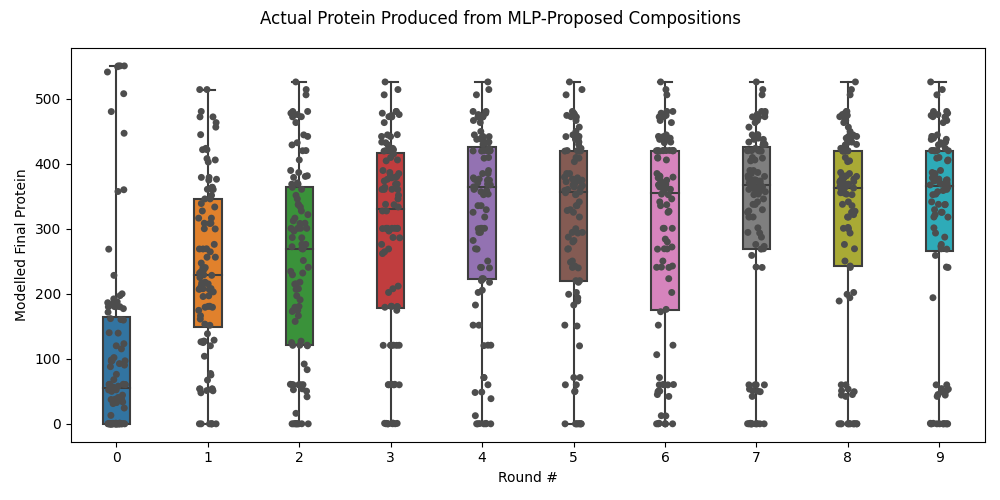 Actual Protein Produced from MLP-Proposed Compositions
Modelled Final Protein
500
400
300
200
100
0
0 1 2 3 4 5 6 7 8 9
Round #